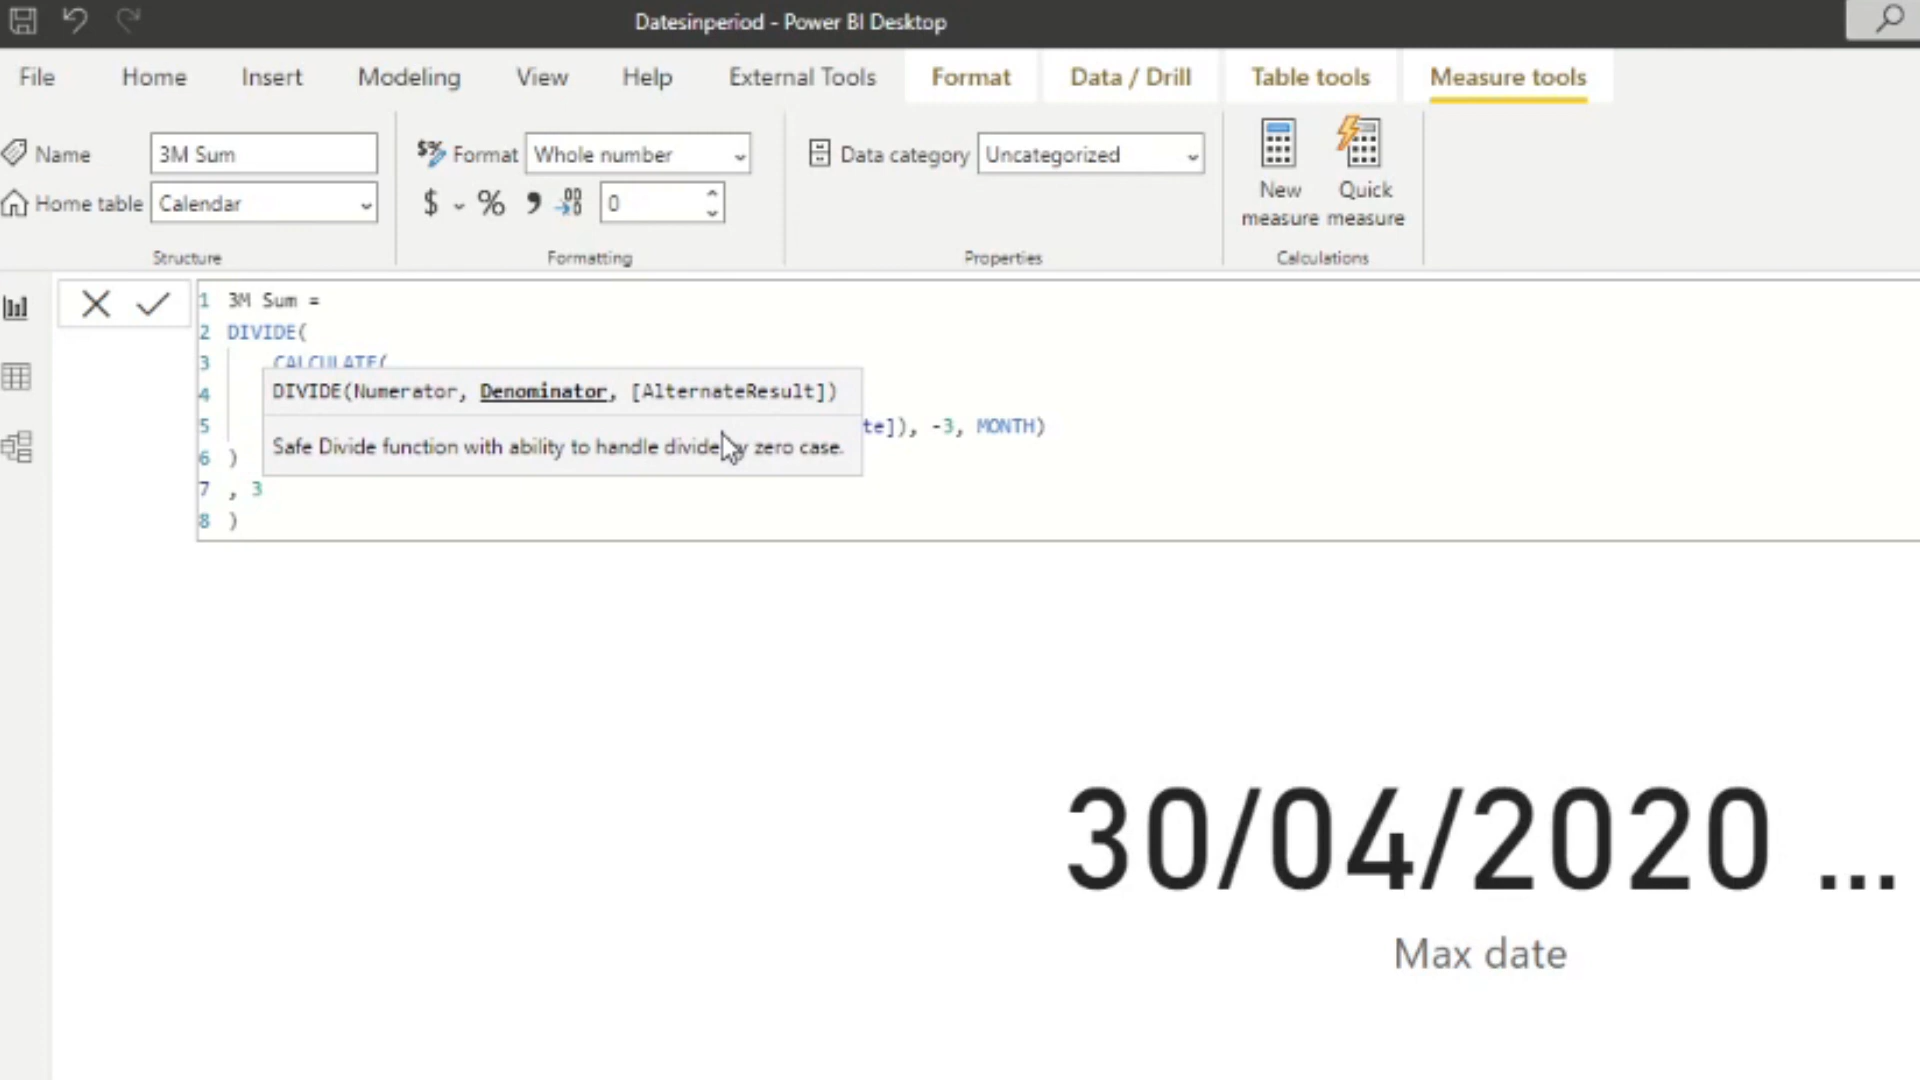 Datesinperiod - Power BI Desktop
File Home Insert Modeling View Help External Tools Format Data / Drill Table tools Measure tools
Name 3M Sum
Home table Calendar
Structure
$% Format Whole number
$ % , .00 0
Formatting
Data category Uncategorized
Properties
New measure
Quick measure
Calculations
1 3M Sum =
2 DIVIDE(
3 CALCULATE(
4
DIVIDE(Numerator, Denominator, [AlternateResult])
5 te]), -3, MONTH)
Safe Divide function with ability to handle divide by zero case.
6 )
7 , 3
8 )
30/04/2020 ...
Max date